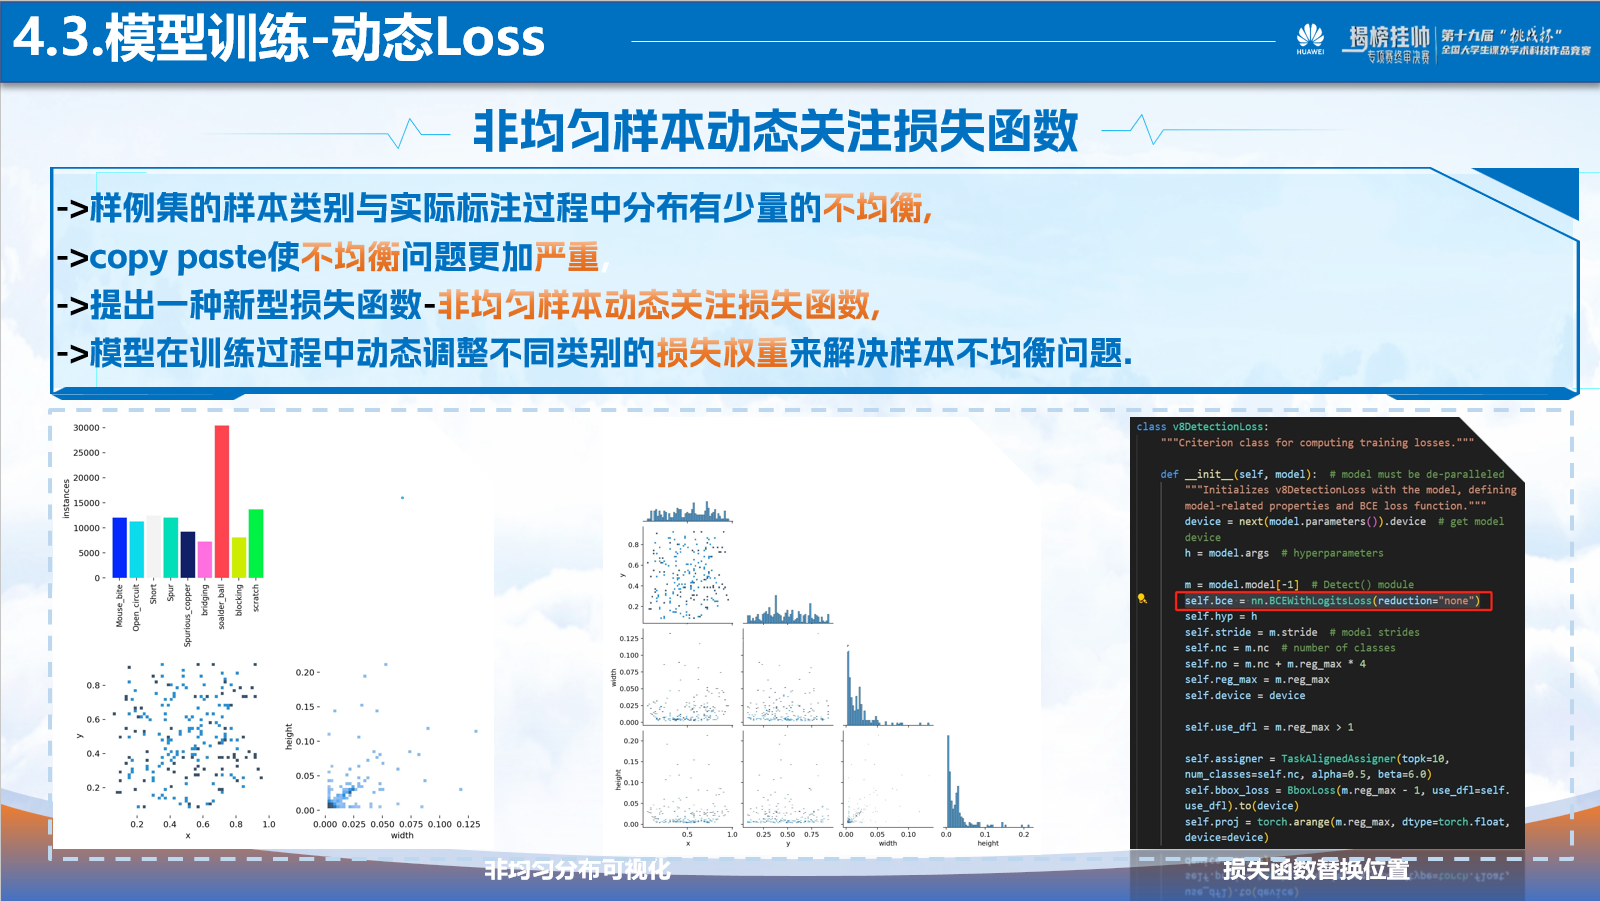 4.3.模型训练-动态Loss
HUAWEI
揭榜挂帅
专项赛终审决赛
第十九届“挑战杯”
全国大学生课外学术科技作品竞赛
非均匀样本动态关注损失函数
->样例集的样本类别与实际标注过程中分布有少量的不均衡,
->copy paste使不均衡问题更加严重,
->提出一种新型损失函数-非均匀样本动态关注损失函数,
->模型在训练过程中动态调整不同类别的损失权重来解决样本不均衡问题.
30000
25000
20000
15000
10000
5000
0
instances
Mouse_bite
Open_circuit
Short
Spur
Spurious_copper
bridging
soalder_ball
blocking
scratch
0.8
0.6
0.4
0.2
y
0.2 0.4 0.6 0.8 1.0
x
0.20
0.15
0.10
0.05
0.00
height
0.000 0.025 0.050 0.075 0.100 0.125
width
0.8
0.6
0.4
0.2
y
0.125
0.100
0.075
0.050
0.025
0.000
width
0.20
0.15
0.10
0.05
0.00
height
0.5 1.0
x
0.25 0.50 0.75
y
0.00 0.05 0.10
width
0.0 0.1 0.2
height
class v8DetectionLoss:
"""Criterion class for computing training losses."""
def __init__(self, model):  # model must be de-paralleled
"""Initializes v8DetectionLoss with the model, defining
model-related properties and BCE loss function."""
device = next(model.parameters()).device  # get model
device
h = model.args  # hyperparameters
m = model.model[-1]  # Detect() module
self.bce = nn.BCEWithLogitsLoss(reduction="none")
self.hyp = h
self.stride = m.stride  # model strides
self.nc = m.nc  # number of classes
self.no = m.nc + m.reg_max * 4
self.reg_max = m.reg_max
self.device = device
self.use_dfl = m.reg_max > 1
self.assigner = TaskAlignedAssigner(topk=10,
num_classes=self.nc, alpha=0.5, beta=6.0)
self.bbox_loss = BboxLoss(m.reg_max - 1, use_dfl=self.
use_dfl).to(device)
self.proj = torch.arange(m.reg_max, dtype=torch.float,
device=device)
非均匀分布可视化
损失函数替换位置